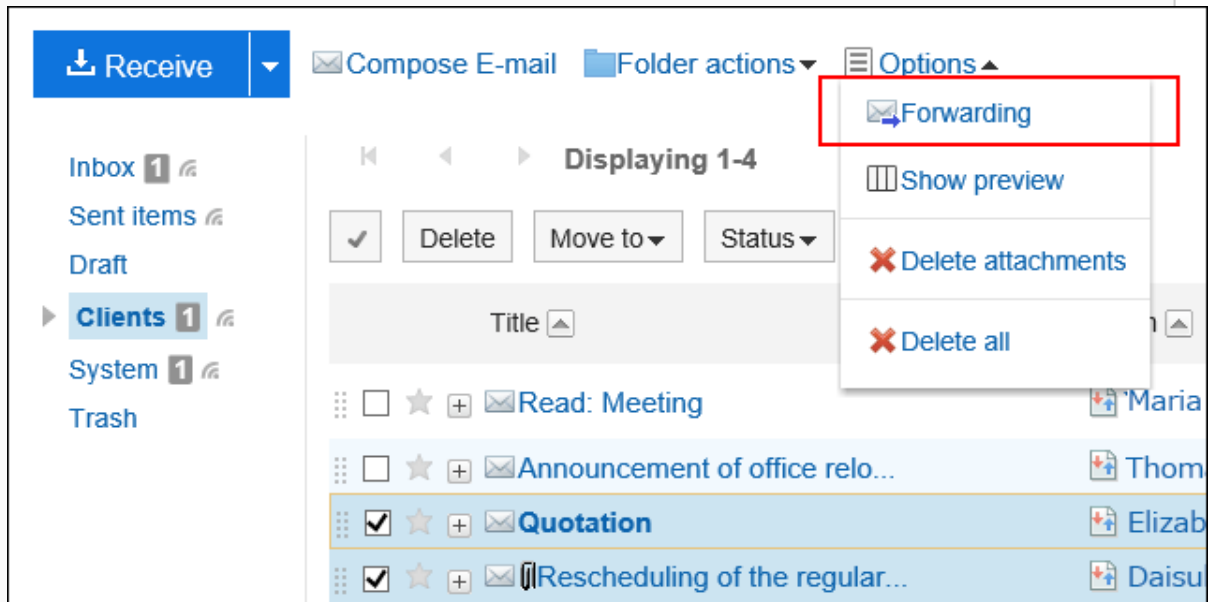 Receive Compose E-mail Folder actions Options
Forwarding
Show preview
Delete attachments
Delete all
Inbox 1
Sent items
Draft
Clients 1
System 1
Trash
Displaying 1-4
Delete Move to Status
Title
Read: Meeting Maria
Announcement of office relo... Thoma
Quotation Elizab
Rescheduling of the regular... Daisu